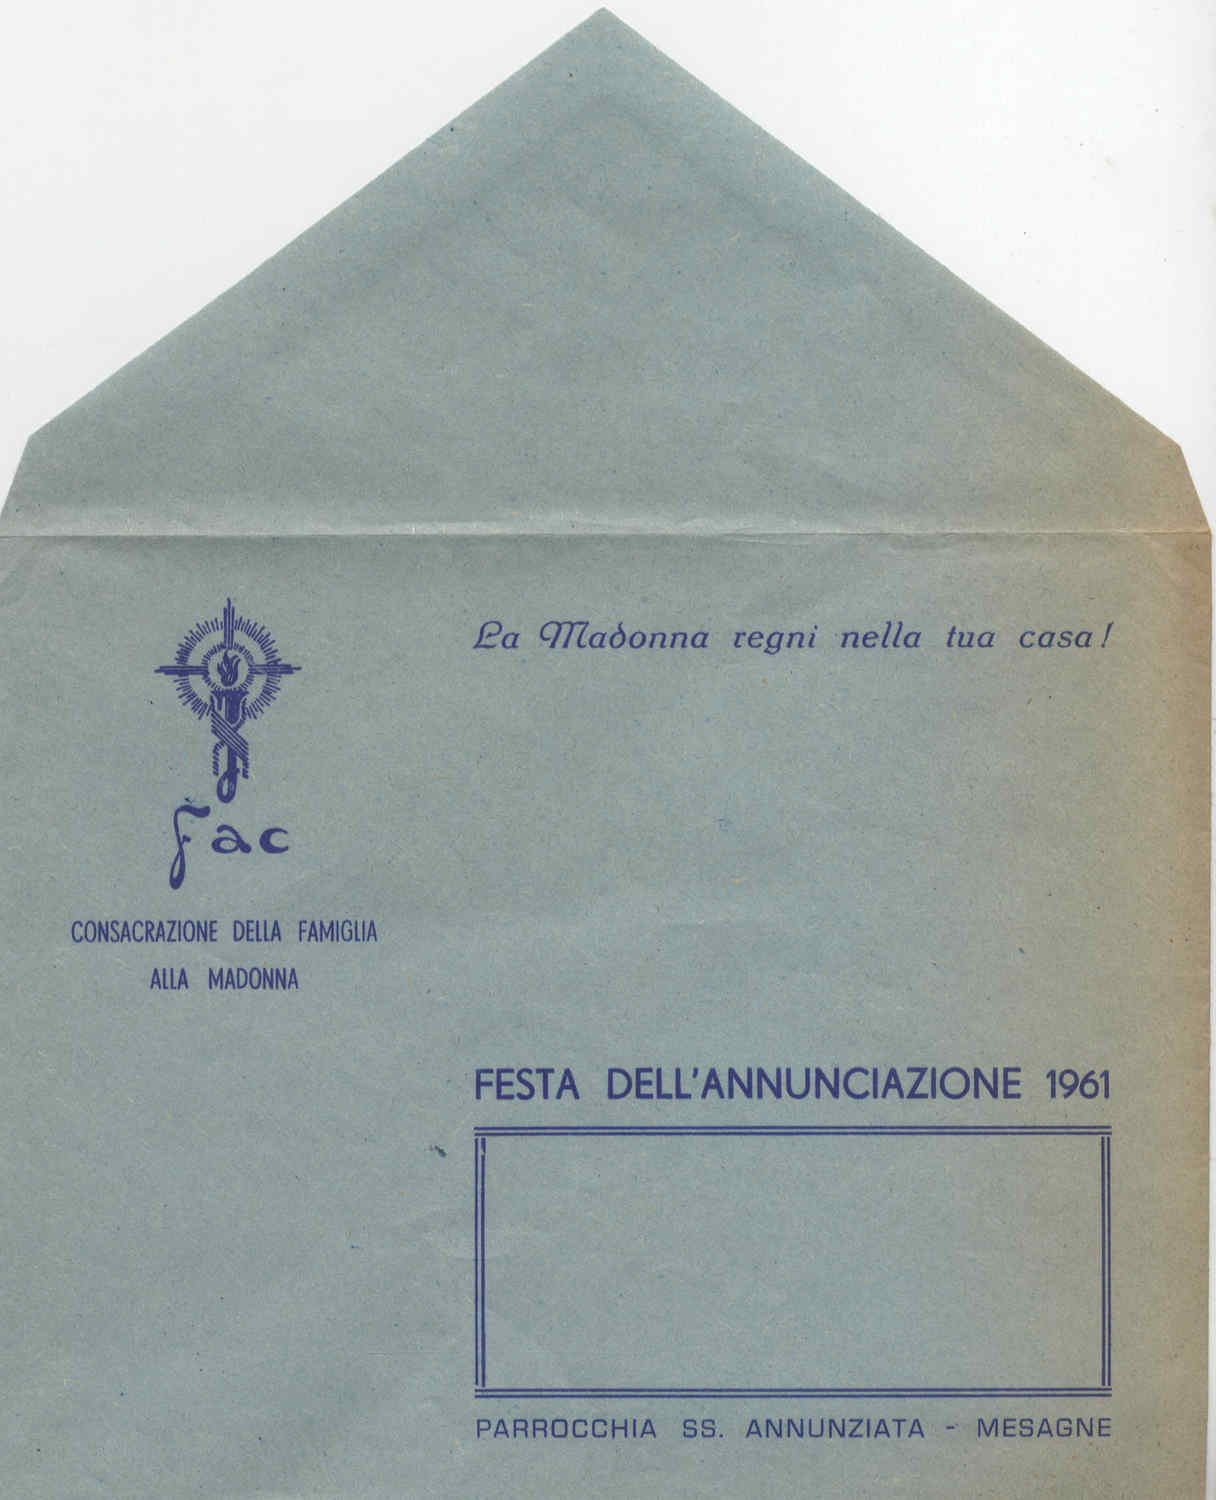 La Madonna regni nella tua casa!
Fac
CONSACRAZIONE DELLA FAMIGLIA
ALLA MADONNA
FESTA DELL'ANNUNCIAZIONE 1961
PARROCCHIA SS. ANNUNZIATA - MESAGNE